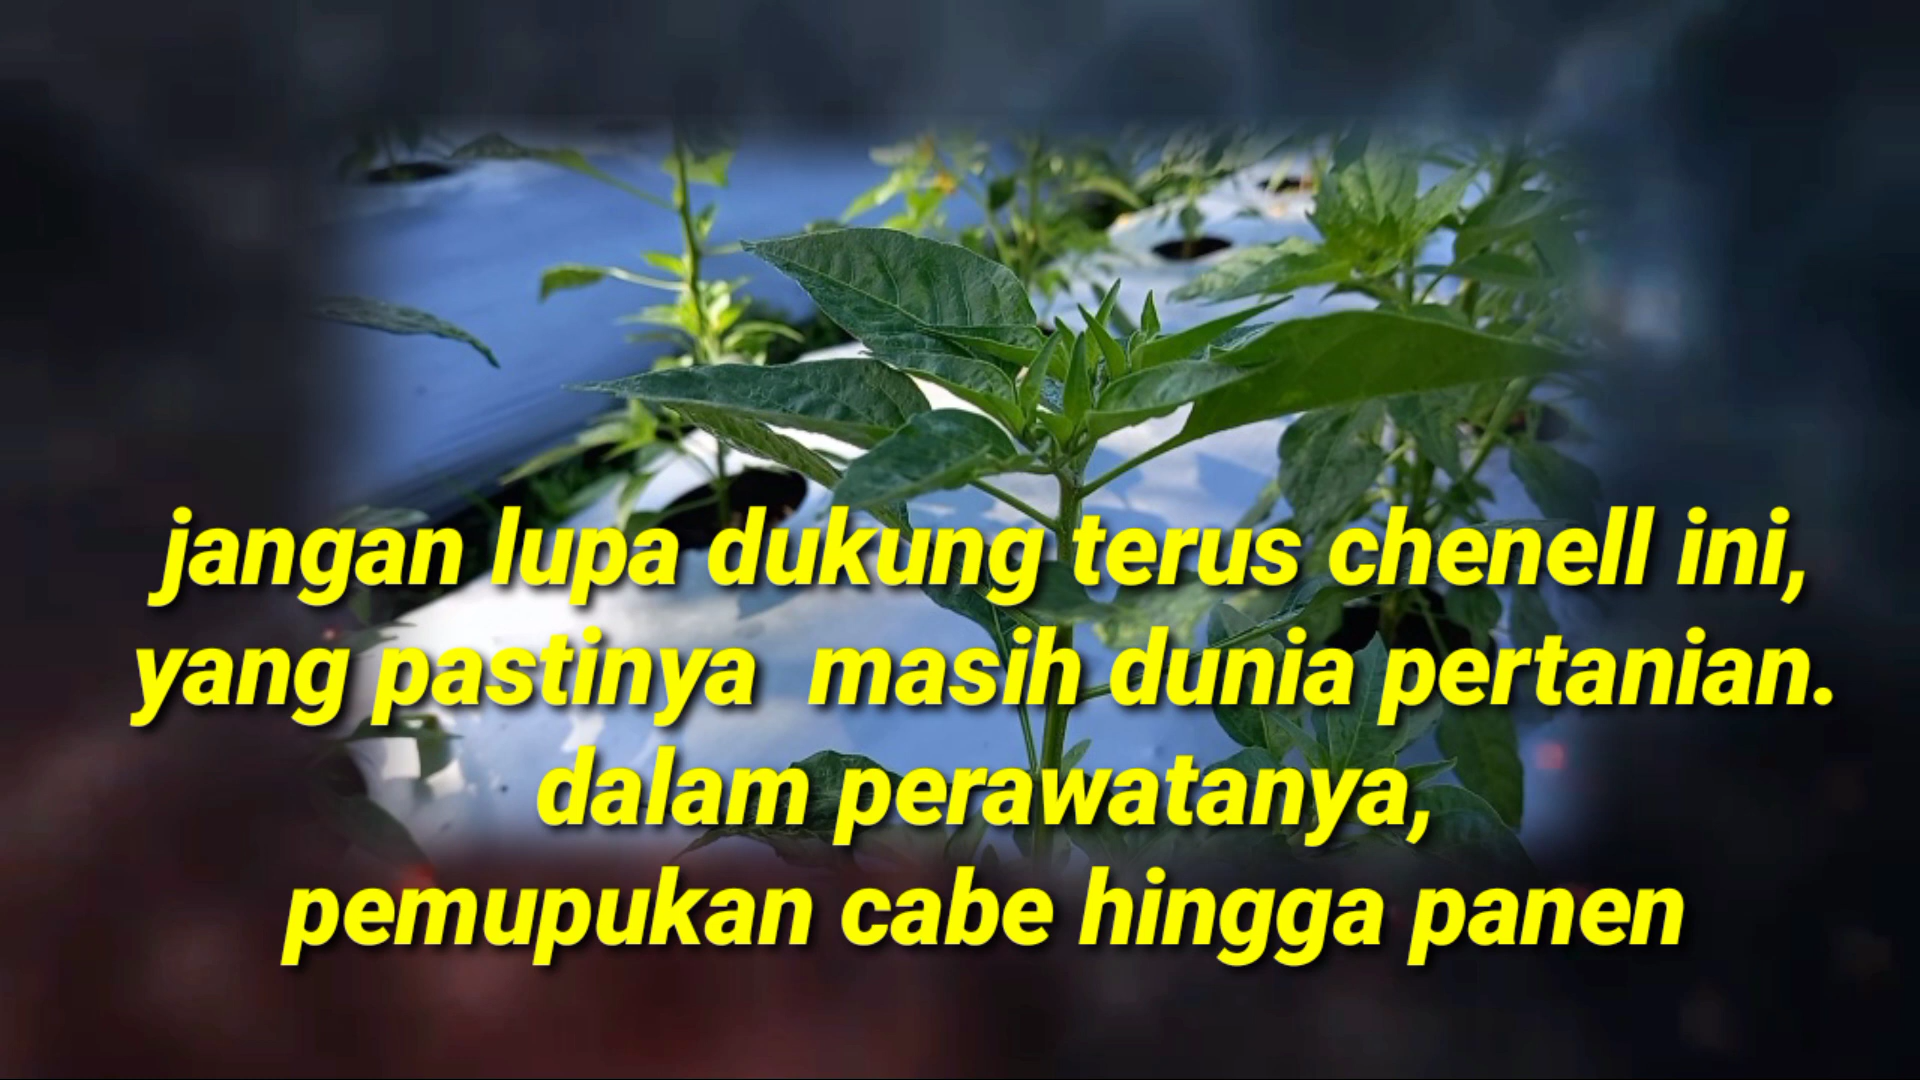 jangan lupa dukung terus chenell ini,
yang pastinya  masih dunia pertanian.
dalam perawatanya,
pemupukan cabe hingga panen